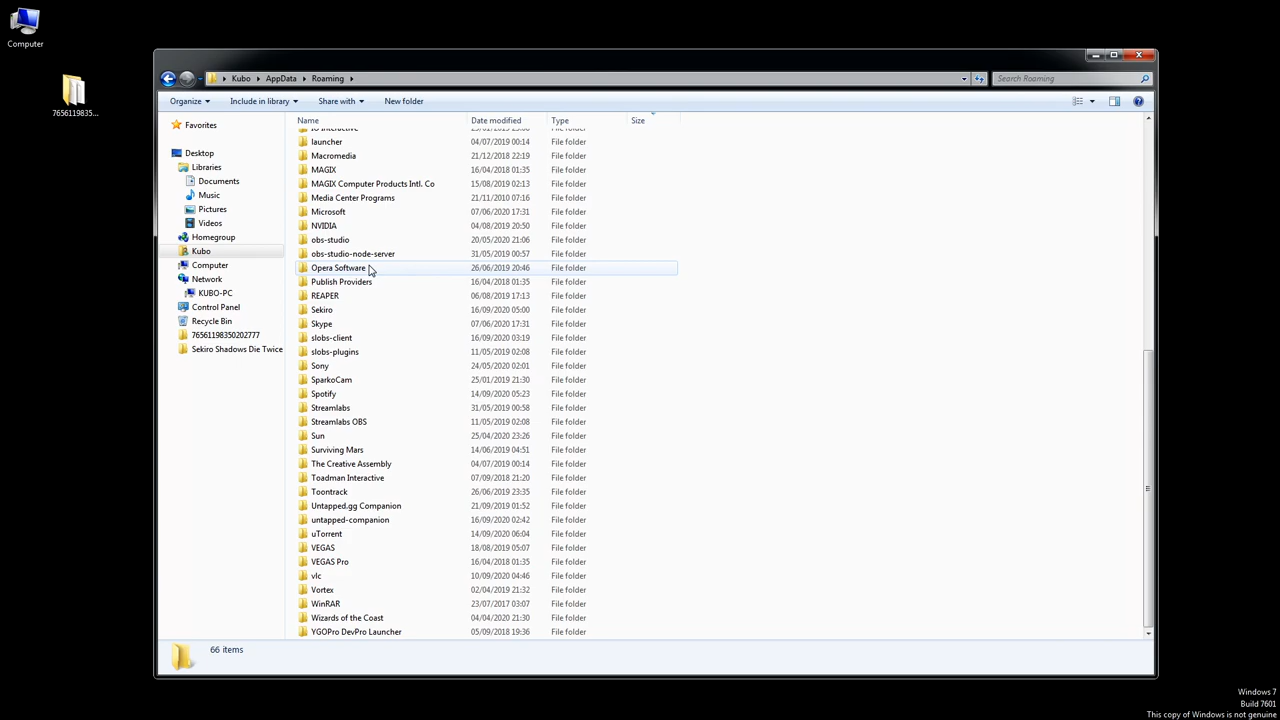 Computer
7656119835...
Kubo
AppData
Roaming
Search Roaming
Organize
Include in library
Share with
New folder
Favorites
Desktop
Libraries
Documents
Music
Pictures
Videos
Homegroup
Kubo
Computer
Network
KUBO-PC
Control Panel
Recycle Bin
76561198350202777
Sekiro Shadows Die Twice
Name Date modified Type Size
launcher 04/07/2019 00:14 File folder
Macromedia 21/12/2018 22:19 File folder
MAGIX 16/04/2018 01:35 File folder
MAGIX Computer Products Intl. Co 15/08/2019 02:13 File folder
Media Center Programs 21/11/2010 07:16 File folder
Microsoft 07/06/2020 17:31 File folder
NVIDIA 04/08/2019 20:50 File folder
obs-studio 20/05/2020 21:06 File folder
obs-studio-node-server 31/05/2019 00:57 File folder
Opera Software 26/06/2019 20:46 File folder
Publish Providers 16/04/2018 01:35 File folder
REAPER 06/08/2019 17:13 File folder
Sekiro 16/09/2020 05:00 File folder
Skype 07/06/2020 17:31 File folder
slobs-client 16/09/2020 03:19 File folder
slobs-plugins 11/05/2019 02:08 File folder
Sony 24/05/2020 02:01 File folder
SparkoCam 25/01/2019 21:30 File folder
Spotify 14/09/2020 05:23 File folder
Streamlabs 31/05/2019 00:58 File folder
Streamlabs OBS 11/05/2019 02:08 File folder
Sun 25/04/2020 23:26 File folder
Surviving Mars 14/06/2019 04:51 File folder
The Creative Assembly 04/07/2019 00:14 File folder
Toadman Interactive 07/09/2018 21:20 File folder
Toontrack 26/06/2019 23:35 File folder
Untapped.gg Companion 21/09/2019 01:52 File folder
untapped-companion 16/09/2020 02:42 File folder
uTorrent 14/09/2020 06:04 File folder
VEGAS 18/08/2019 05:07 File folder
VEGAS Pro 16/04/2018 01:35 File folder
vlc 10/09/2020 04:46 File folder
Vortex 02/04/2019 21:32 File folder
WinRAR 23/07/2017 03:07 File folder
Wizards of the Coast 04/04/2020 21:30 File folder
YGOPro DevPro Launcher 05/09/2018 19:36 File folder
66 items
Windows 7
Build 7601
This copy of Windows is not genuine